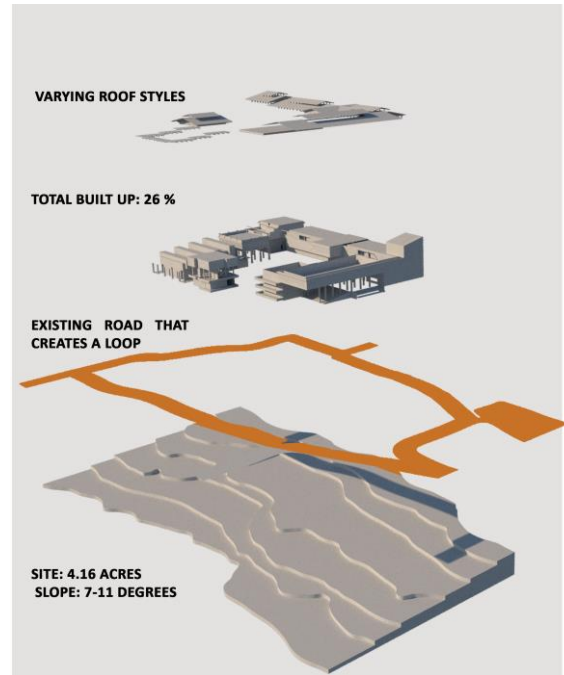 VARYING ROOF STYLES
TOTAL BUILT UP: 26 %
EXISTING ROAD THAT
CREATES A LOOP
SITE: 4.16 ACRES
SLOPE: 7-11 DEGREES